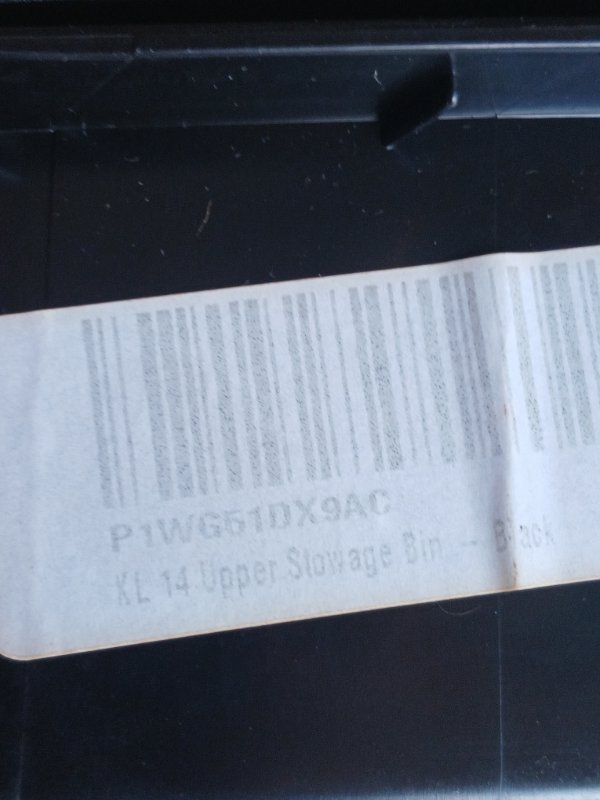 P1WG51DX9AC
KL 14 Upper Stowage Bin -- Black